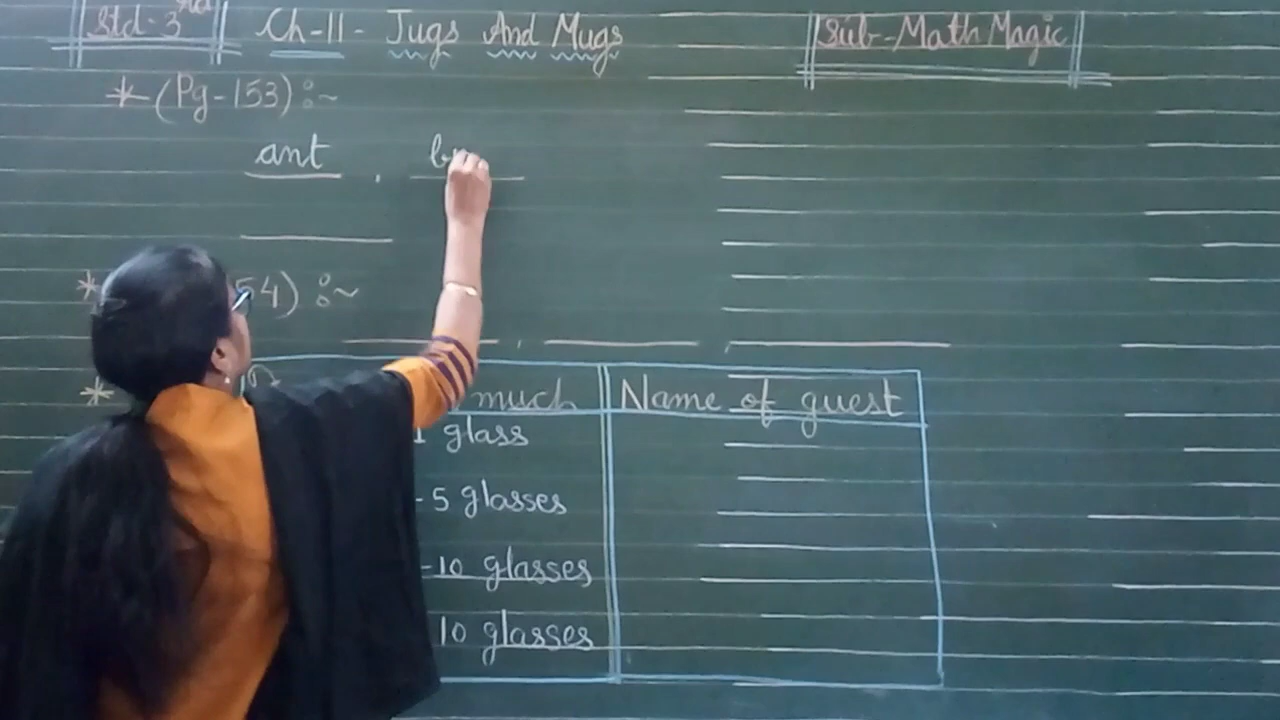 Std-3rd Ch-11- Jugs And Mugs Sub-Math Magic
* (Pg-153) :~
ant ,
* 54) :~
, ,
* much Name of guest
1 glass
-5 glasses
-10 glasses
10 glasses